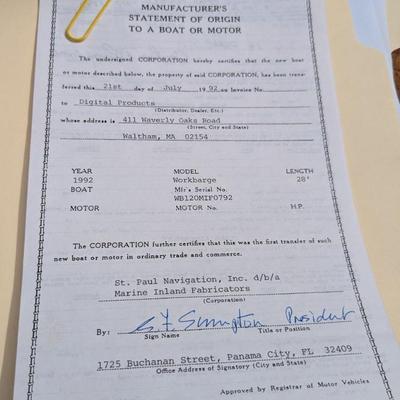 MANUFACTURER'S
STATEMENT OF ORIGIN
TO A BOAT OR MOTOR
The undersigned CORPORATION hereby certifies that the new boat
or motor described below, the property of said CORPORATION, has been trans-
ferred this 21st day of July 1992 on Invoice No.
to Digital Products
(Distributor, Dealer, Etc.)
whose address is 411 Waverly Oaks Road
(Street, City and State)
Waltham, MA 02154
YEAR MODEL LENGTH
1992 Workbarge 28'
BOAT Mfr's Serial No.
WB120MIF0792
MOTOR MOTOR No. H.P.
The CORPORATION further certifies that this was the first transfer of such
new boat or motor in ordinary trade and commerce.
St. Paul Navigation, Inc. d/b/a
Marine Inland Fabricators
(Corporation)
By: President
Sign Name Title or Position
1725 Buchanan Street, Panama City, FL 32409
Office Address of Signatory (City and State)
Approved by Registrar of Motor Vehicles